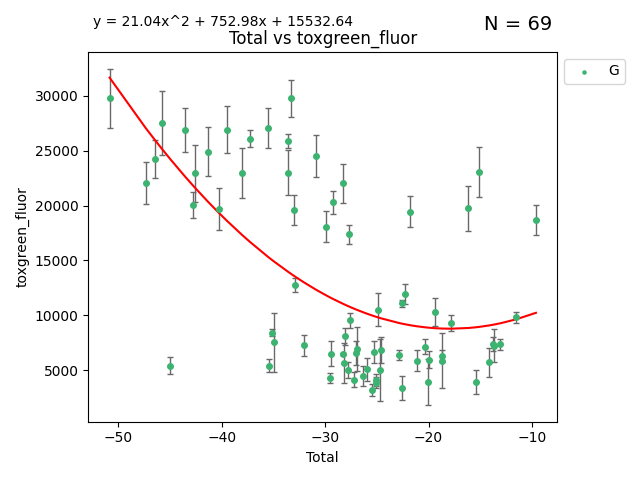 y = 21.04x^2 + 752.98x + 15532.64
N = 69
Total vs toxgreen_fluor
G
30000
25000
20000
15000
10000
5000
toxgreen_fluor
−50
−40
−30
−20
−10
Total